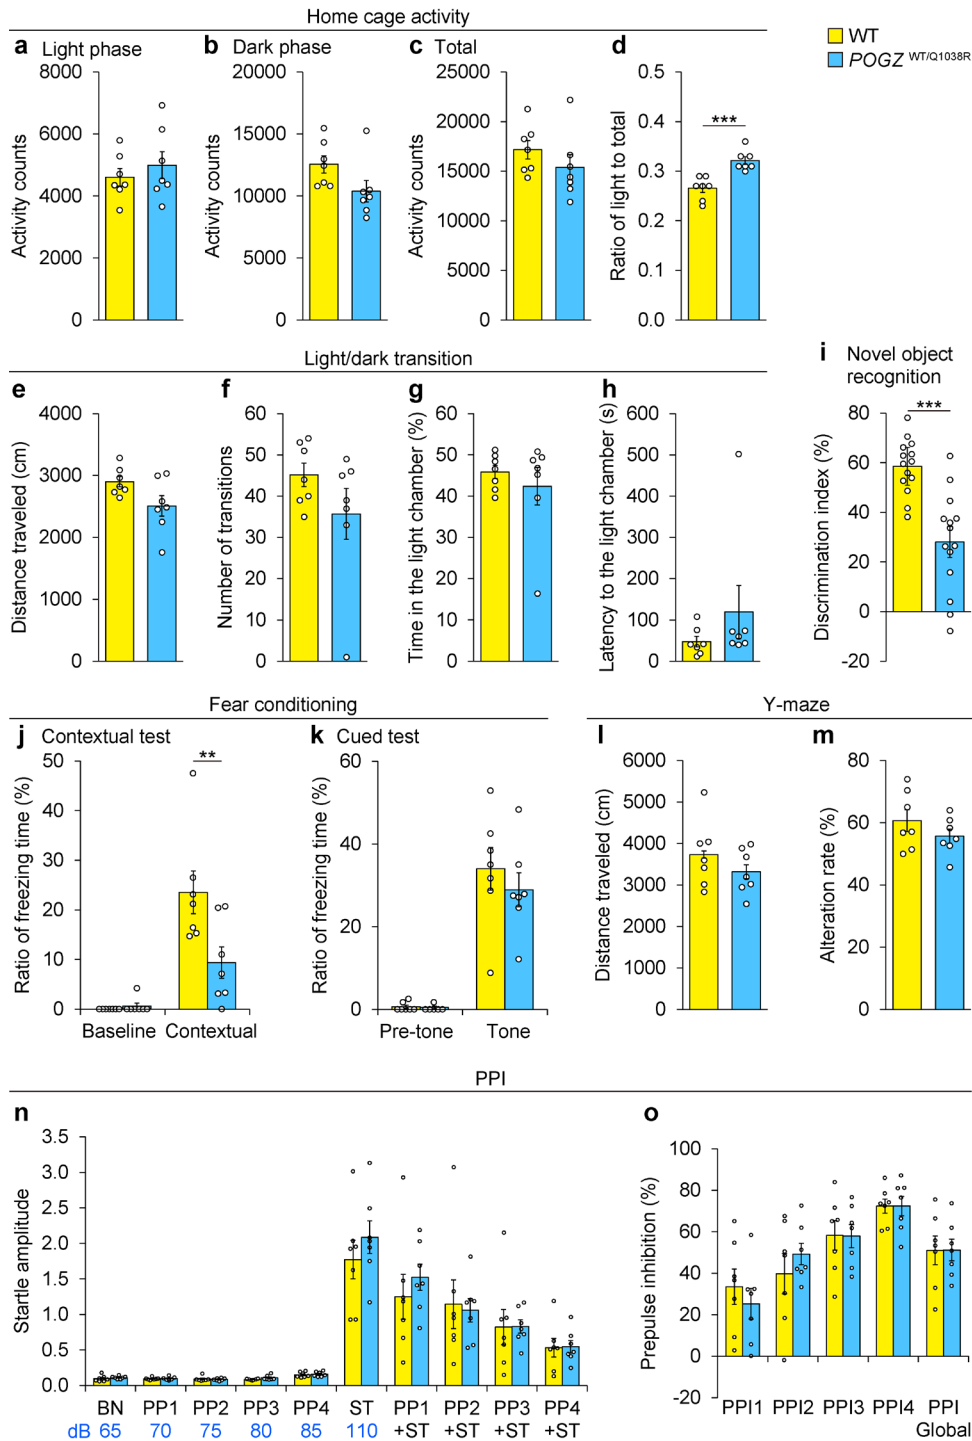 Home cage activity
a Light phase
b Dark phase
c Total
d
WT
POGZ WT/Q1038R
Activity counts
8000
6000
4000
2000
0
Activity counts
20000
15000
10000
5000
0
Activity counts
25000
20000
15000
10000
5000
0
Ratio of light to total
0.5
0.4
0.3
0.2
0.1
0.0
***
Light/dark transition
e
Distance traveled (cm)
4000
3000
2000
1000
0
f
Number of transitions
60
50
40
30
20
10
0
g
Time in the light chamber (%)
60
50
40
30
20
10
0
h
Latency to the light chamber (s)
600
500
400
300
200
100
0
i Novel object
recognition
Discrimination index (%)
80
60
40
20
0
-20
***
Fear conditioning
j Contextual test
Ratio of freezing time (%)
50
40
30
20
10
0
**
Baseline Contextual
k Cued test
Ratio of freezing time (%)
60
40
20
0
Pre-tone Tone
Y-maze
l
Distance traveled (cm)
6000
5000
4000
3000
2000
1000
0
m
Alteration rate (%)
80
60
40
20
0
PPI
n
Startle amplitude
3.5
3.0
2.5
2.0
1.5
1.0
0.5
0.0
BN PP1 PP2 PP3 PP4 ST PP1 PP2 PP3 PP4
dB 65 70 75 80 85 110 +ST +ST +ST +ST
o
Prepulse inhibition (%)
100
80
60
40
20
0
-20
PPI1 PPI2 PPI3 PPI4 PPI
Global